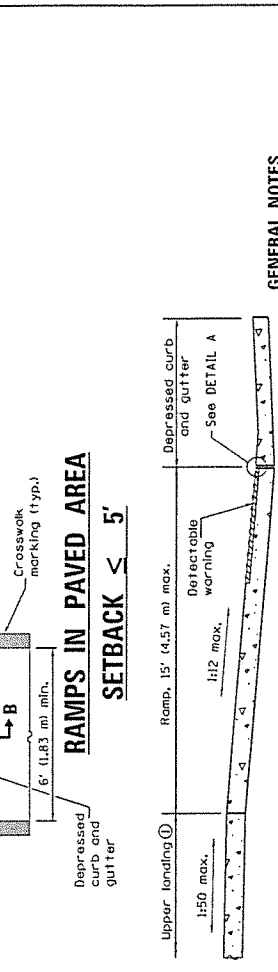 Crosswalk
marking (typ.)
B
6' (1.83 m) min.
Depressed
curb and
gutter
RAMPS IN PAVED AREA
SETBACK ≤ 5'
Upper landing ①
Ramp, 15' (4.57 m) max.
Depressed curb
and gutter
See DETAIL A
Detectable
warning
1:50 max.
1:12 max.
GENERAL NOTES